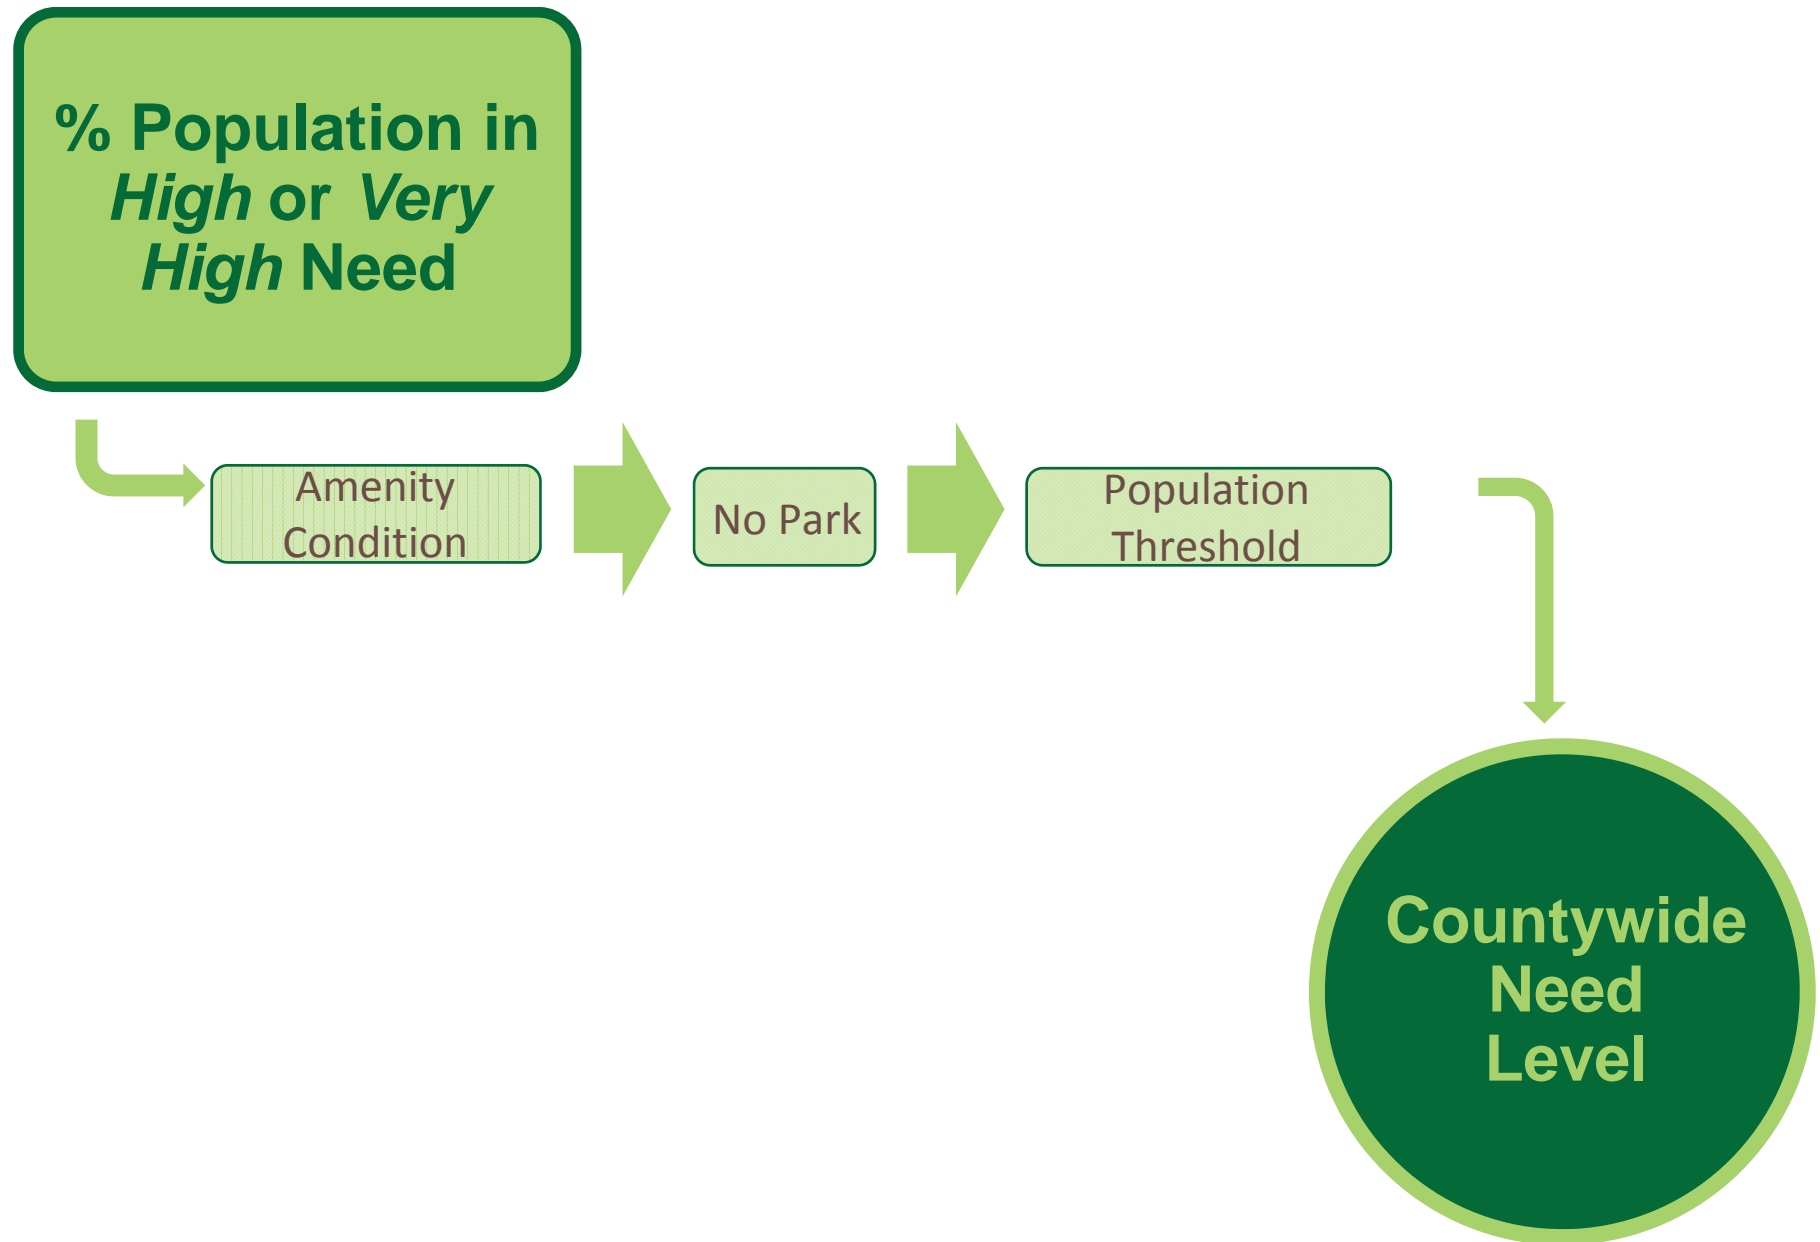 % Population in
High or Very
High Need
Amenity
Condition
No Park
Population
Threshold
Countywide
Need
Level